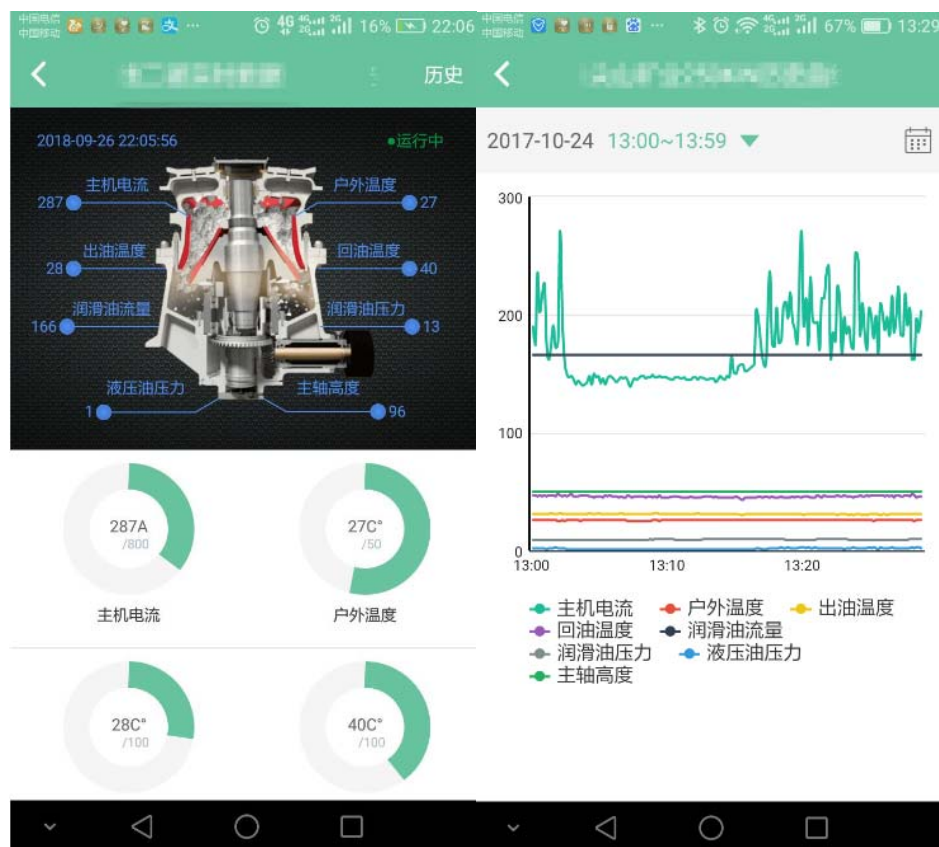 中国电信
中国移动
4G 4G 2G 2G 16% 22:06
历史
2018-09-26 22:05:56
运行中
主机电流
287
户外温度
27
出油温度
28
回油温度
40
润滑油流量
166
润滑油压力
13
液压油压力
1
主轴高度
96
287A
/800
主机电流
27C°
/50
户外温度
28C°
/100
40C°
/100
中国电信
中国移动
4G 2G 2G 67% 13:29
2017-10-24 13:00~13:59
300
200
100
0
13:00 13:10 13:20
主机电流 户外温度 出油温度
回油温度 润滑油流量
润滑油压力 液压油压力
主轴高度